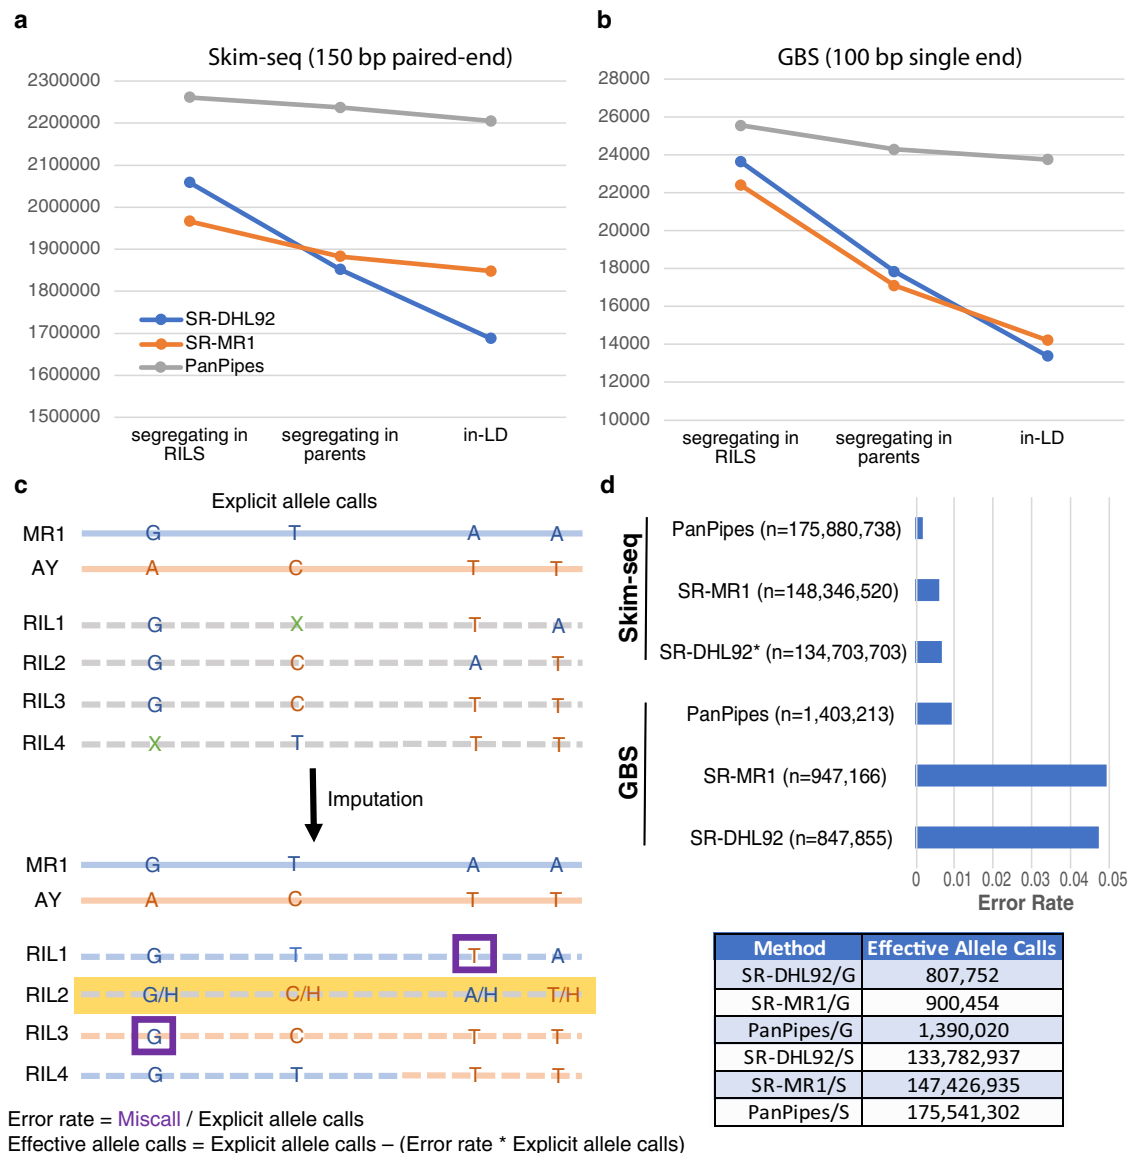 a
Skim-seq (150 bp paired-end)
2300000
2200000
2100000
2000000
1900000
1800000
1700000
1600000
1500000
SR-DHL92
SR-MR1
PanPipes
segregating in RILS
segregating in parents
in-LD
b
GBS (100 bp single end)
28000
26000
24000
22000
20000
18000
16000
14000
12000
10000
segregating in RILS
segregating in parents
in-LD
c
Explicit allele calls
MR1 G T A A
AY A C T T
RIL1 G X T A
RIL2 G C A T
RIL3 G C T T
RIL4 X T T T
Imputation
MR1 G T A A
AY A C T T
RIL1 G T T A
RIL2 G/H C/H A/H T/H
RIL3 G C T T
RIL4 G T T T
Error rate = Miscall / Explicit allele calls
Effective allele calls = Explicit allele calls – (Error rate * Explicit allele calls)
d
Skim-seq
PanPipes (n=175,880,738)
SR-MR1 (n=148,346,520)
SR-DHL92* (n=134,703,703)
GBS
PanPipes (n=1,403,213)
SR-MR1 (n=947,166)
SR-DHL92 (n=847,855)
0 0.01 0.02 0.03 0.04 0.05
Error Rate
Method Effective Allele Calls
SR-DHL92/G 807,752
SR-MR1/G 900,454
PanPipes/G 1,390,020
SR-DHL92/S 133,782,937
SR-MR1/S 147,426,935
PanPipes/S 175,541,302